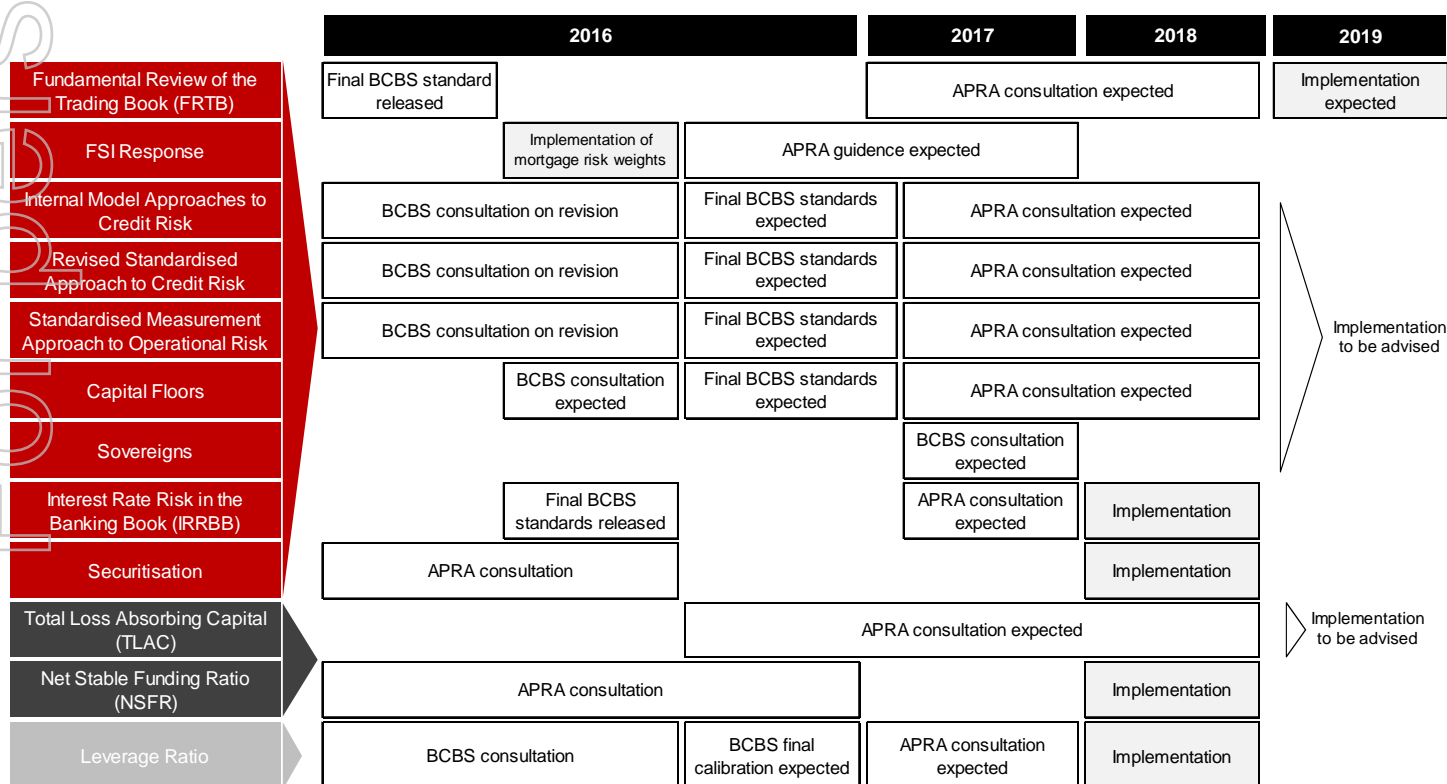 2016
2017
2018
2019
Fundamental Review of the
Trading Book (FRTB)
Final BCBS standard
released
APRA consultation expected
Implementation
expected
FSI Response
Implementation of
mortgage risk weights
APRA guidence expected
Internal Model Approaches to
Credit Risk
BCBS consultation on revision
Final BCBS standards
expected
APRA consultation expected
Revised Standardised
Approach to Credit Risk
BCBS consultation on revision
Final BCBS standards
expected
APRA consultation expected
Standardised Measurement
Approach to Operational Risk
BCBS consultation on revision
Final BCBS standards
expected
APRA consultation expected
Implementation
to be advised
Capital Floors
BCBS consultation
expected
Final BCBS standards
expected
APRA consultation expected
Sovereigns
BCBS consultation
expected
Interest Rate Risk in the
Banking Book (IRRBB)
Final BCBS
standards released
APRA consultation
expected
Implementation
Securitisation
APRA consultation
Implementation
Total Loss Absorbing Capital
(TLAC)
APRA consultation expected
Implementation
to be advised
Net Stable Funding Ratio
(NSFR)
APRA consultation
Implementation
Leverage Ratio
BCBS consultation
BCBS final
calibration expected
APRA consultation
expected
Implementation